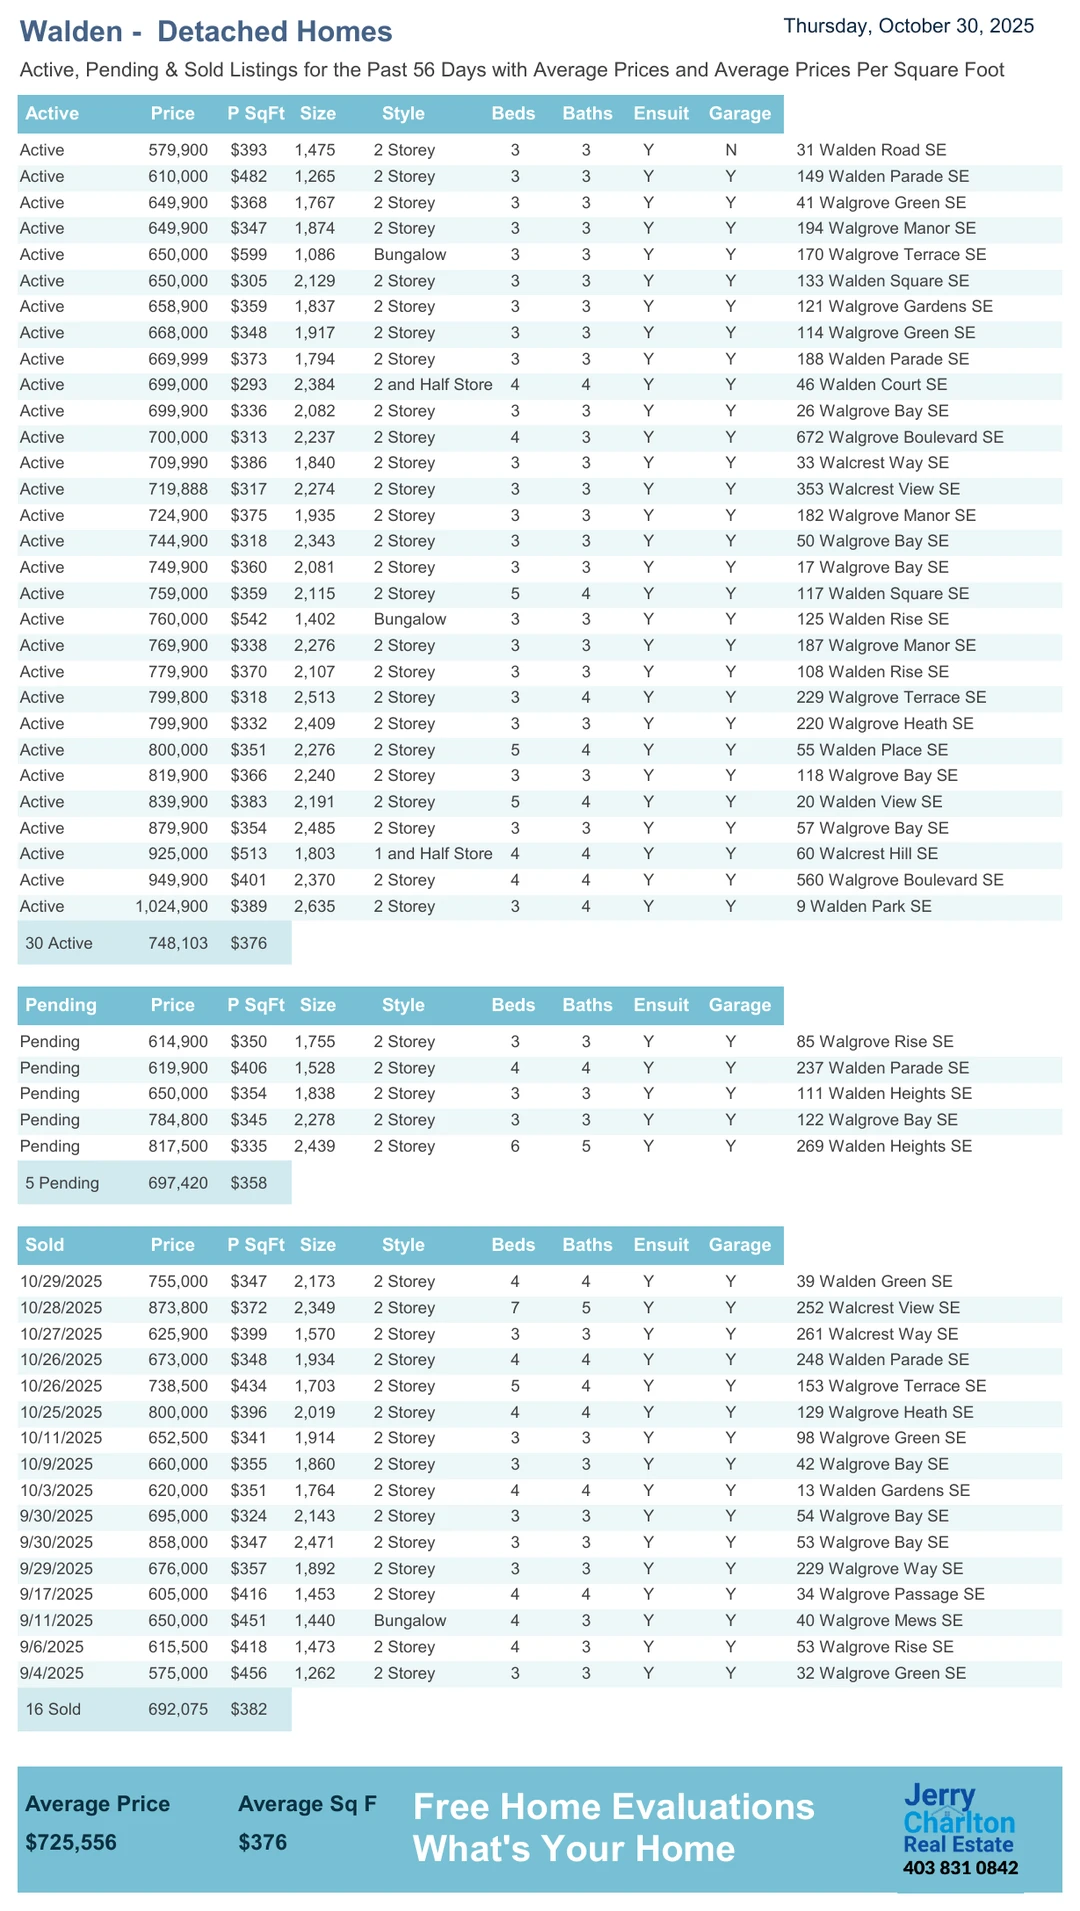 Walden -  Detached Homes
Thursday, October 30, 2025
Active, Pending & Sold Listings for the Past 56 Days with Average Prices and Average Prices Per Square Foot
Active Price P SqFt Size Style Beds Baths Ensuit Garage
Active 579,900 $393 1,475 2 Storey 3 3 Y N 31 Walden Road SE
Active 610,000 $482 1,265 2 Storey 3 3 Y Y 149 Walden Parade SE
Active 649,900 $368 1,767 2 Storey 3 3 Y Y 41 Walgrove Green SE
Active 649,900 $347 1,874 2 Storey 3 3 Y Y 194 Walgrove Manor SE
Active 650,000 $599 1,086 Bungalow 3 3 Y Y 170 Walgrove Terrace SE
Active 650,000 $305 2,129 2 Storey 3 3 Y Y 133 Walden Square SE
Active 658,900 $359 1,837 2 Storey 3 3 Y Y 121 Walgrove Gardens SE
Active 668,000 $348 1,917 2 Storey 3 3 Y Y 114 Walgrove Green SE
Active 669,999 $373 1,794 2 Storey 3 3 Y Y 188 Walden Parade SE
Active 699,000 $293 2,384 2 and Half Store 4 4 Y Y 46 Walden Court SE
Active 699,900 $336 2,082 2 Storey 3 3 Y Y 26 Walgrove Bay SE
Active 700,000 $313 2,237 2 Storey 4 3 Y Y 672 Walgrove Boulevard SE
Active 709,990 $386 1,840 2 Storey 3 3 Y Y 33 Walcrest Way SE
Active 719,888 $317 2,274 2 Storey 3 3 Y Y 353 Walcrest View SE
Active 724,900 $375 1,935 2 Storey 3 3 Y Y 182 Walgrove Manor SE
Active 744,900 $318 2,343 2 Storey 3 3 Y Y 50 Walgrove Bay SE
Active 749,900 $360 2,081 2 Storey 3 3 Y Y 17 Walgrove Bay SE
Active 759,000 $359 2,115 2 Storey 5 4 Y Y 117 Walden Square SE
Active 760,000 $542 1,402 Bungalow 3 3 Y Y 125 Walden Rise SE
Active 769,900 $338 2,276 2 Storey 3 3 Y Y 187 Walgrove Manor SE
Active 779,900 $370 2,107 2 Storey 3 3 Y Y 108 Walden Rise SE
Active 799,800 $318 2,513 2 Storey 3 4 Y Y 229 Walgrove Terrace SE
Active 799,900 $332 2,409 2 Storey 3 3 Y Y 220 Walgrove Heath SE
Active 800,000 $351 2,276 2 Storey 5 4 Y Y 55 Walden Place SE
Active 819,900 $366 2,240 2 Storey 3 3 Y Y 118 Walgrove Bay SE
Active 839,900 $383 2,191 2 Storey 5 4 Y Y 20 Walden View SE
Active 879,900 $354 2,485 2 Storey 3 3 Y Y 57 Walgrove Bay SE
Active 925,000 $513 1,803 1 and Half Store 4 4 Y Y 60 Walcrest Hill SE
Active 949,900 $401 2,370 2 Storey 4 4 Y Y 560 Walgrove Boulevard SE
Active 1,024,900 $389 2,635 2 Storey 3 4 Y Y 9 Walden Park SE
30 Active 748,103 $376
Pending Price P SqFt Size Style Beds Baths Ensuit Garage
Pending 614,900 $350 1,755 2 Storey 3 3 Y Y 85 Walgrove Rise SE
Pending 619,900 $406 1,528 2 Storey 4 4 Y Y 237 Walden Parade SE
Pending 650,000 $354 1,838 2 Storey 3 3 Y Y 111 Walden Heights SE
Pending 784,800 $345 2,278 2 Storey 3 3 Y Y 122 Walgrove Bay SE
Pending 817,500 $335 2,439 2 Storey 6 5 Y Y 269 Walden Heights SE
5 Pending 697,420 $358
Sold Price P SqFt Size Style Beds Baths Ensuit Garage
10/29/2025 755,000 $347 2,173 2 Storey 4 4 Y Y 39 Walden Green SE
10/28/2025 873,800 $372 2,349 2 Storey 7 5 Y Y 252 Walcrest View SE
10/27/2025 625,900 $399 1,570 2 Storey 3 3 Y Y 261 Walcrest Way SE
10/26/2025 673,000 $348 1,934 2 Storey 4 4 Y Y 248 Walden Parade SE
10/26/2025 738,500 $434 1,703 2 Storey 5 4 Y Y 153 Walgrove Terrace SE
10/25/2025 800,000 $396 2,019 2 Storey 4 4 Y Y 129 Walgrove Heath SE
10/11/2025 652,500 $341 1,914 2 Storey 3 3 Y Y 98 Walgrove Green SE
10/9/2025 660,000 $355 1,860 2 Storey 3 3 Y Y 42 Walgrove Bay SE
10/3/2025 620,000 $351 1,764 2 Storey 4 4 Y Y 13 Walden Gardens SE
9/30/2025 695,000 $324 2,143 2 Storey 3 3 Y Y 54 Walgrove Bay SE
9/30/2025 858,000 $347 2,471 2 Storey 3 3 Y Y 53 Walgrove Bay SE
9/29/2025 676,000 $357 1,892 2 Storey 3 3 Y Y 229 Walgrove Way SE
9/17/2025 605,000 $416 1,453 2 Storey 4 4 Y Y 34 Walgrove Passage SE
9/11/2025 650,000 $451 1,440 Bungalow 4 3 Y Y 40 Walgrove Mews SE
9/6/2025 615,500 $418 1,473 2 Storey 4 3 Y Y 53 Walgrove Rise SE
9/4/2025 575,000 $456 1,262 2 Storey 3 3 Y Y 32 Walgrove Green SE
16 Sold 692,075 $382
Average Price Average Sq F
$725,556 $376
Free Home Evaluations
What's Your Home
Jerry
Charlton
Real Estate
403 831 0842